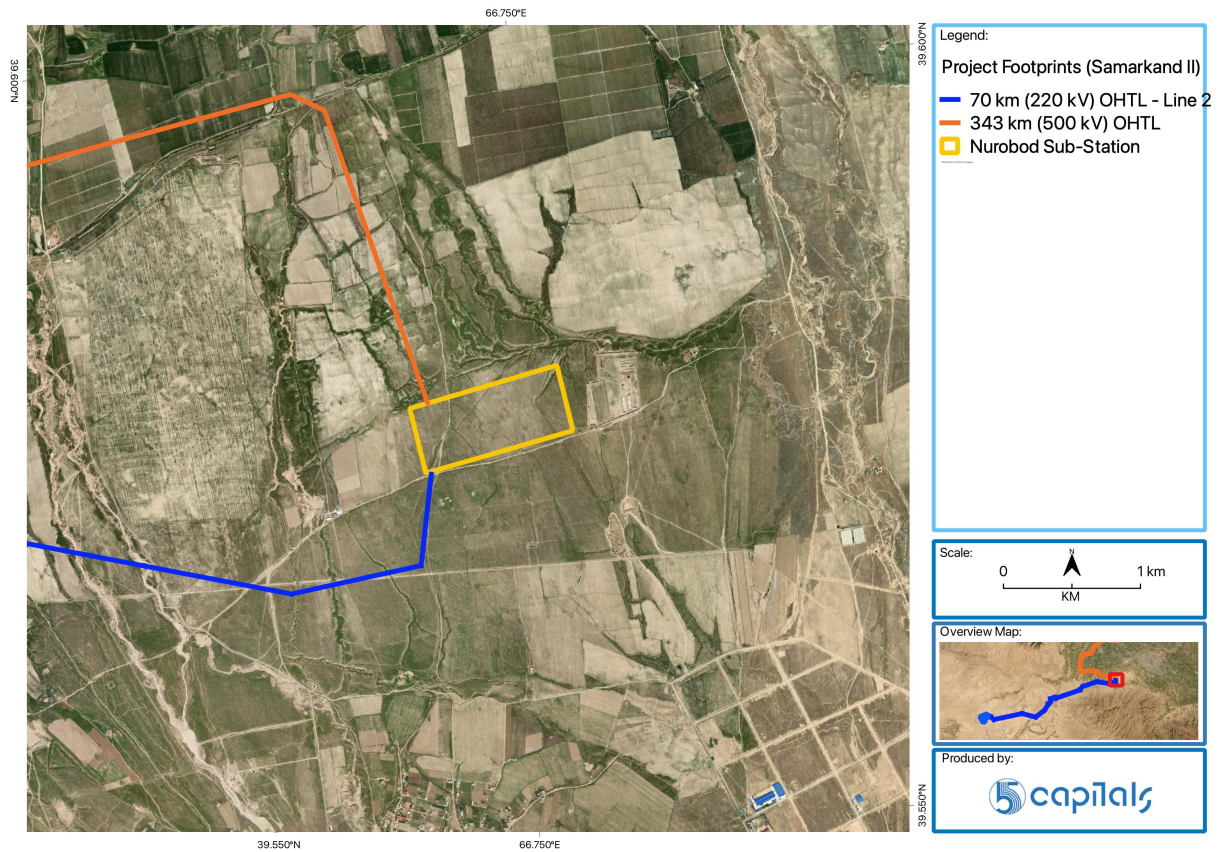 66.750°E
39.600°N
39.600°N
Legend:
Project Footprints (Samarkand II)
70 km (220 kV) OHTL - Line 2
343 km (500 kV) OHTL
Nurobod Sub-Station
Scale:
N
0 1 km
KM
Overview Map:
Produced by:
5 capitals
39.550°N
39.550°N
66.750°E